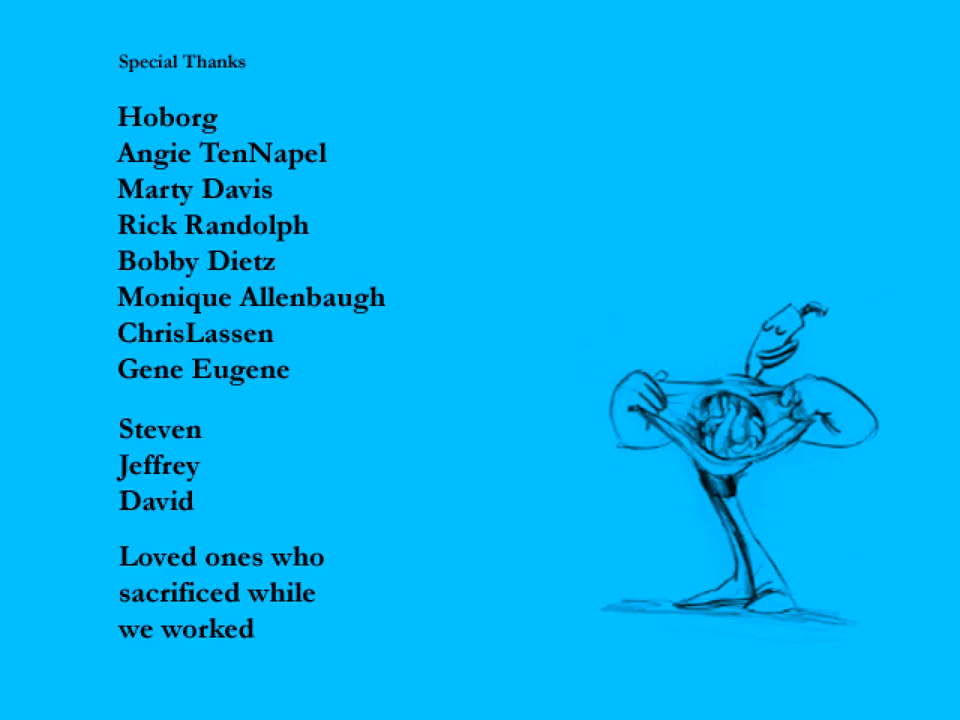 Special Thanks
Hoborg
Angie TenNapel
Marty Davis
Rick Randolph
Bobby Dietz
Monique Allenbaugh
ChrisLassen
Gene Eugene
Steven
Jeffrey
David
Loved ones who
sacrificed while
we worked